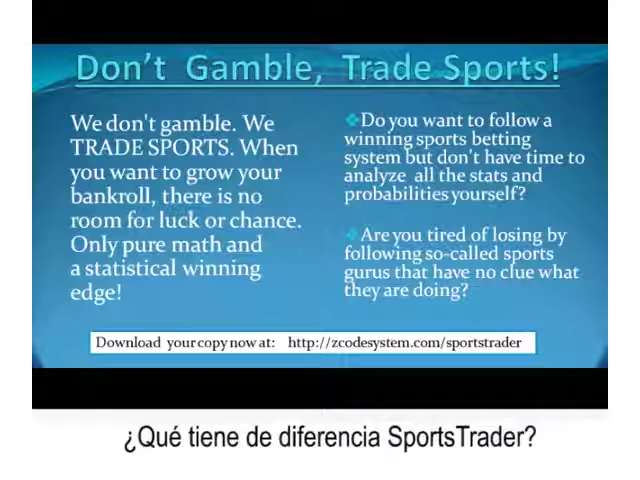 Don't Gamble, Trade Sports!
We don't gamble. We
TRADE SPORTS. When
you want to grow your
bankroll, there is no
room for luck or chance.
Only pure math and
a statistical winning
edge!
Do you want to follow a
winning sports betting
system but don't have time to
analyze all the stats and
probabilities yourself?
Are you tired of losing by
following so-called sports
gurus that have no clue what
they are doing?
Download your copy now at: http://zcodesystem.com/sportstrader
¿Qué tiene de diferencia SportsTrader?